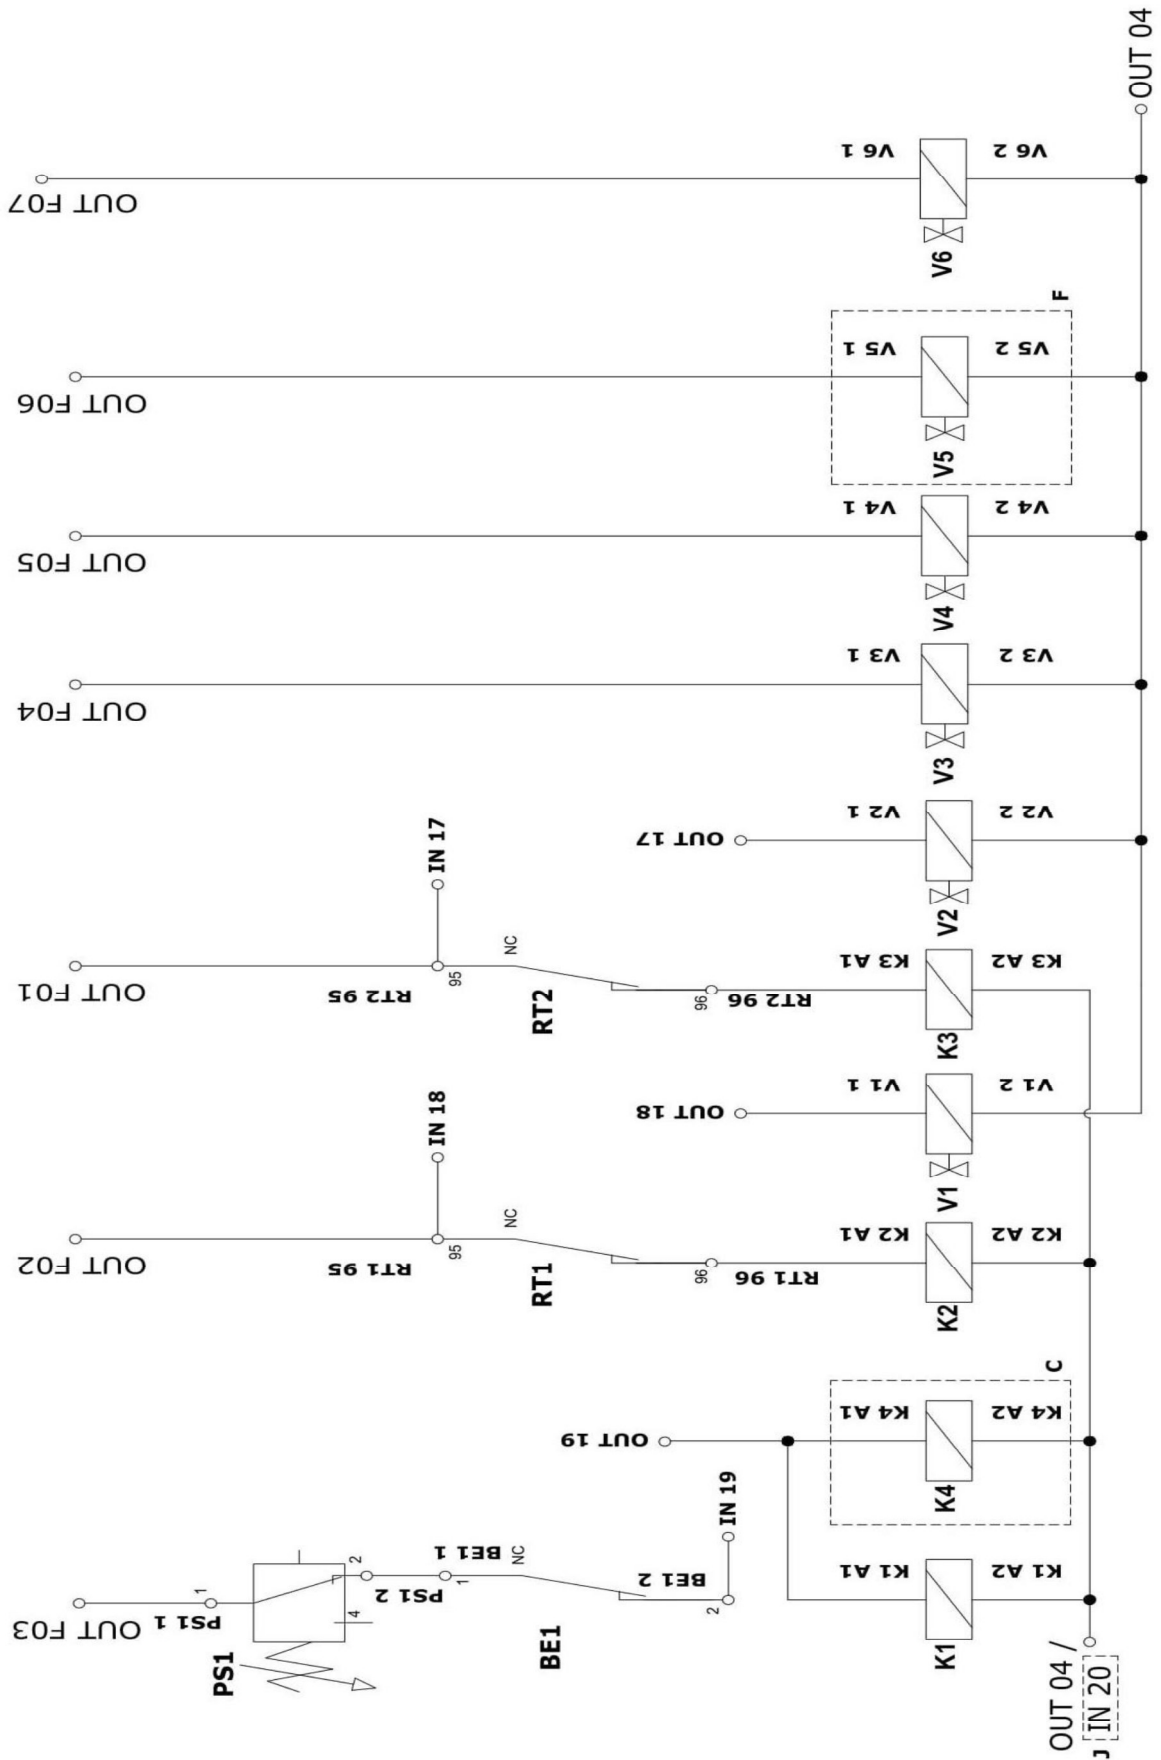 OUT 04
OUT F07
V6 1
V6 2
V6
F
OUT F06
V5 1
V5 2
V5
OUT F05
V4 1
V4 2
V4
OUT F04
V3 1
V3 2
V3
IN 17
OUT 17
V2 1
V2 2
V2
OUT F01
RT2 95
95
NC
RT2
96
RT2 96
K3 A1
K3 A2
K3
IN 18
OUT 18
V1 1
V1 2
V1
OUT F02
RT1 95
95
NC
RT1
96
RT1 96
K2 A1
K2 A2
K2
C
OUT 19
K4 A1
K4 A2
K4
IN 19
OUT F03
PS1 1
1
2
4
PS1 2
PS1
BE1 1
1
NC
BE1 2
2
BE1
K1 A1
K1 A2
K1
OUT 04 /
J IN 20